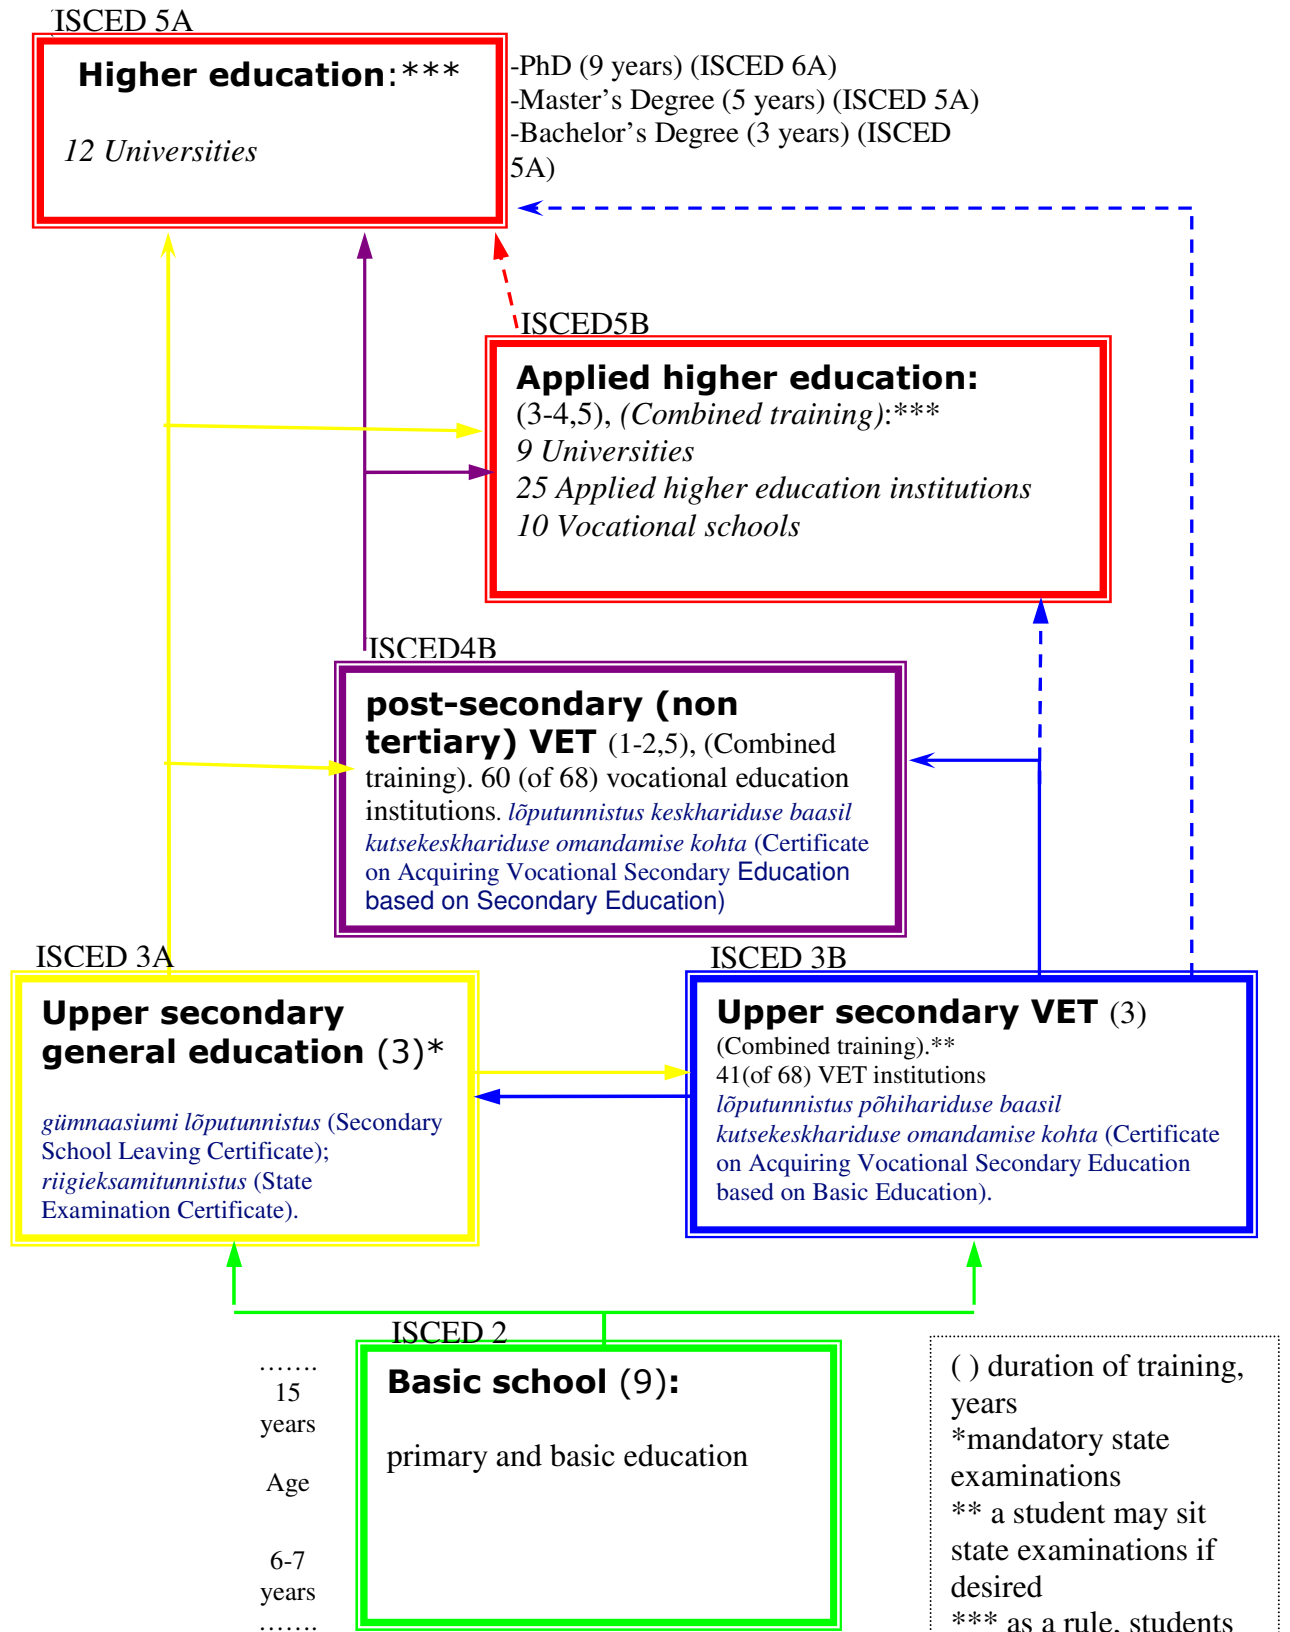 ISCED 5A
Higher education:***
12 Universities
-PhD (9 years) (ISCED 6A)
-Master's Degree (5 years) (ISCED 5A)
-Bachelor's Degree (3 years) (ISCED
5A)
ISCED5B
Applied higher education:
(3-4,5), (Combined training):***
9 Universities
25 Applied higher education institutions
10 Vocational schools
ISCED4B
post-secondary (non
tertiary) VET (1-2,5), (Combined
training). 60 (of 68) vocational education
institutions. lõputunnistus keskhariduse baasil
kutsekeskhariduse omandamise kohta (Certificate
on Acquiring Vocational Secondary Education
based on Secondary Education)
ISCED 3A
Upper secondary
general education (3)*
gümnaasiumi lõputunnistus (Secondary
School Leaving Certificate);
riigieksamitunnistus (State
Examination Certificate).
ISCED 3B
Upper secondary VET (3)
(Combined training).**
41(of 68) VET institutions
lõputunnistus põhihariduse baasil
kutsekeskhariduse omandamise kohta (Certificate
on Acquiring Vocational Secondary Education
based on Basic Education).
ISCED 2
Basic school (9):
primary and basic education
…….
15
years
Age
6-7
years
…….
( ) duration of training,
years
*mandatory state
examinations
** a student may sit
state examinations if
desired
*** as a rule, students